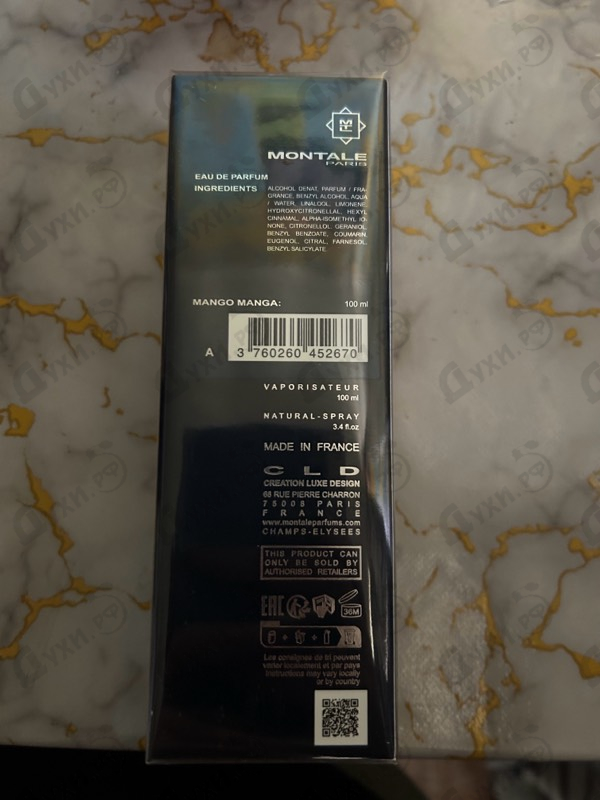 MT
MONTALE
PARIS
EAU DE PARFUM
INGREDIENTS
ALCOHOL DENAT, PARFUM / FRA-
GRANCE, BENZYL ALCOHOL, AQUA
/ WATER, LINALOOL, LIMONENE,
HYDROXYCITRONELLAL, HEXYL
CINNAMAL, ALPHA-ISOMETHYL IO-
NONE, CITRONELLOL, GERANIOL,
BENZYL BENZOATE, COUMARIN,
EUGENOL, CITRAL, FARNESOL,
BENZYL SALICYLATE
MANGO MANGA: 100 ml
A 3 760260 452670
VAPORISATEUR
100 ml
NATURAL-SPRAY
3.4 fl.oz
MADE IN FRANCE
CLD
CREATION LUXE DESIGN
68 RUE PIERRE CHARRON
75008 PARIS
FRANCE
www.montaleparfums.com
CHAMPS-ELYSEES
THIS PRODUCT CAN
ONLY BE SOLD BY
AUTHORISED RETAILERS
EAC 36M
Les consignes de tri peuvent
varier localement et par pays
Instructions may vary locally
or by country
Духи.рф